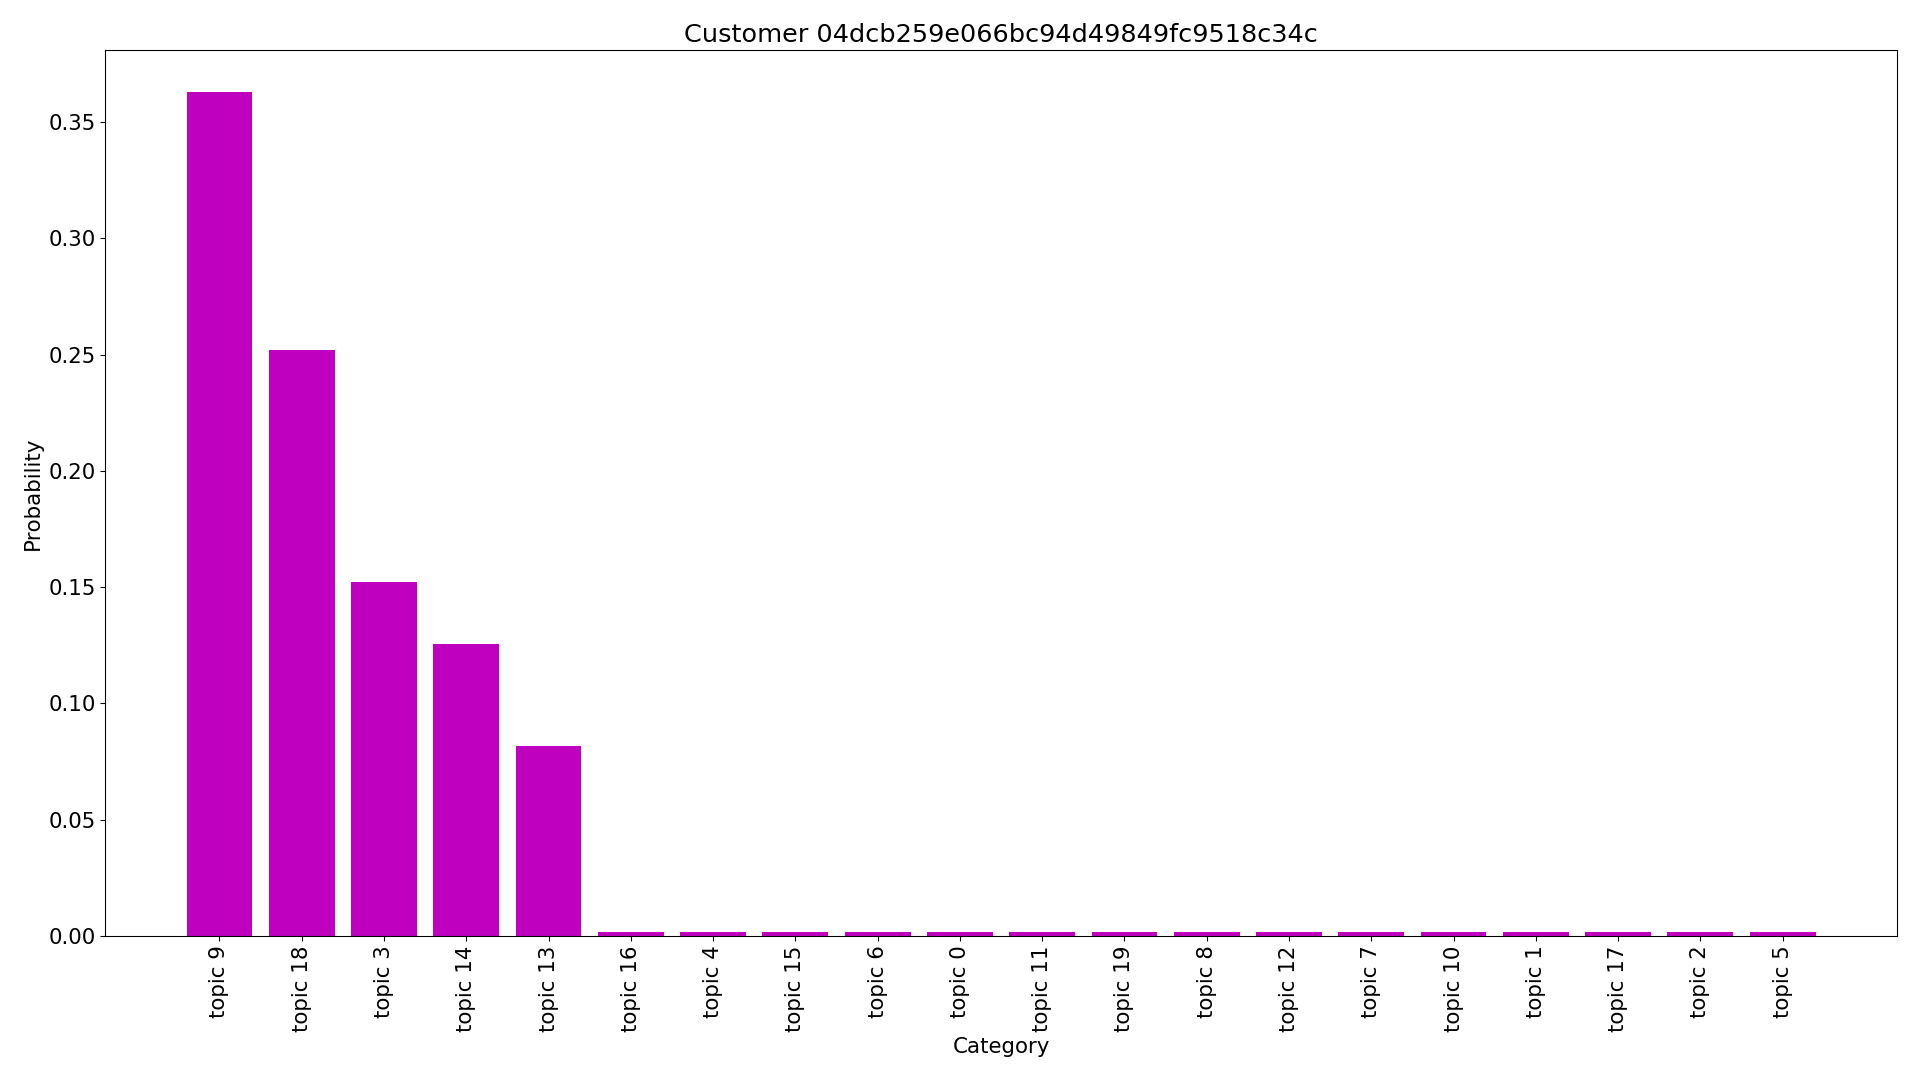 Customer 04dcb259e066bc94d49849fc9518c34c
Probability
0.35
0.30
0.25
0.20
0.15
0.10
0.05
0.00
topic 9
topic 18
topic 3
topic 14
topic 13
topic 16
topic 4
topic 15
topic 6
topic 0
topic 11
topic 19
topic 8
topic 12
topic 7
topic 10
topic 1
topic 17
topic 2
topic 5
Category